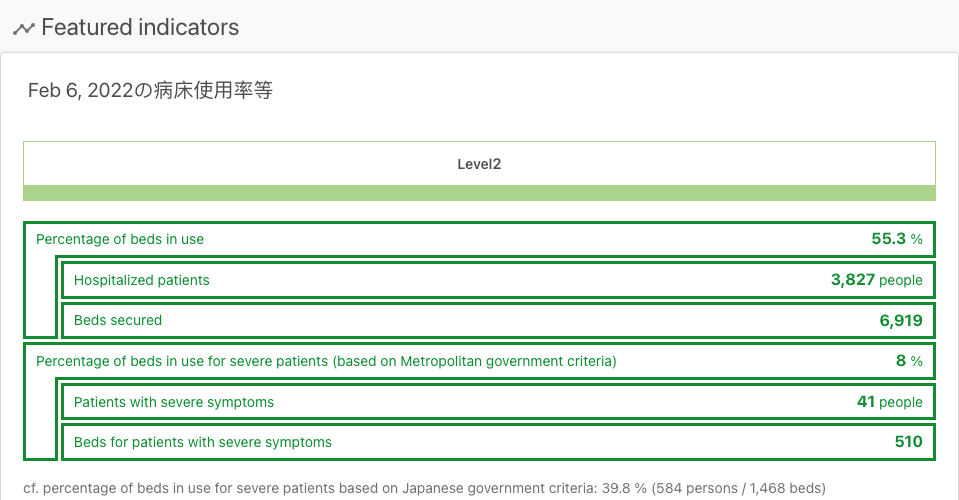 Featured indicators
Feb 6, 2022の病床使用率等
Level2
Percentage of beds in use 55.3 %
Hospitalized patients 3,827 people
Beds secured 6,919
Percentage of beds in use for severe patients (based on Metropolitan government criteria) 8 %
Patients with severe symptoms 41 people
Beds for patients with severe symptoms 510
cf. percentage of beds in use for severe patients based on Japanese government criteria: 39.8 % (584 persons / 1,468 beds)